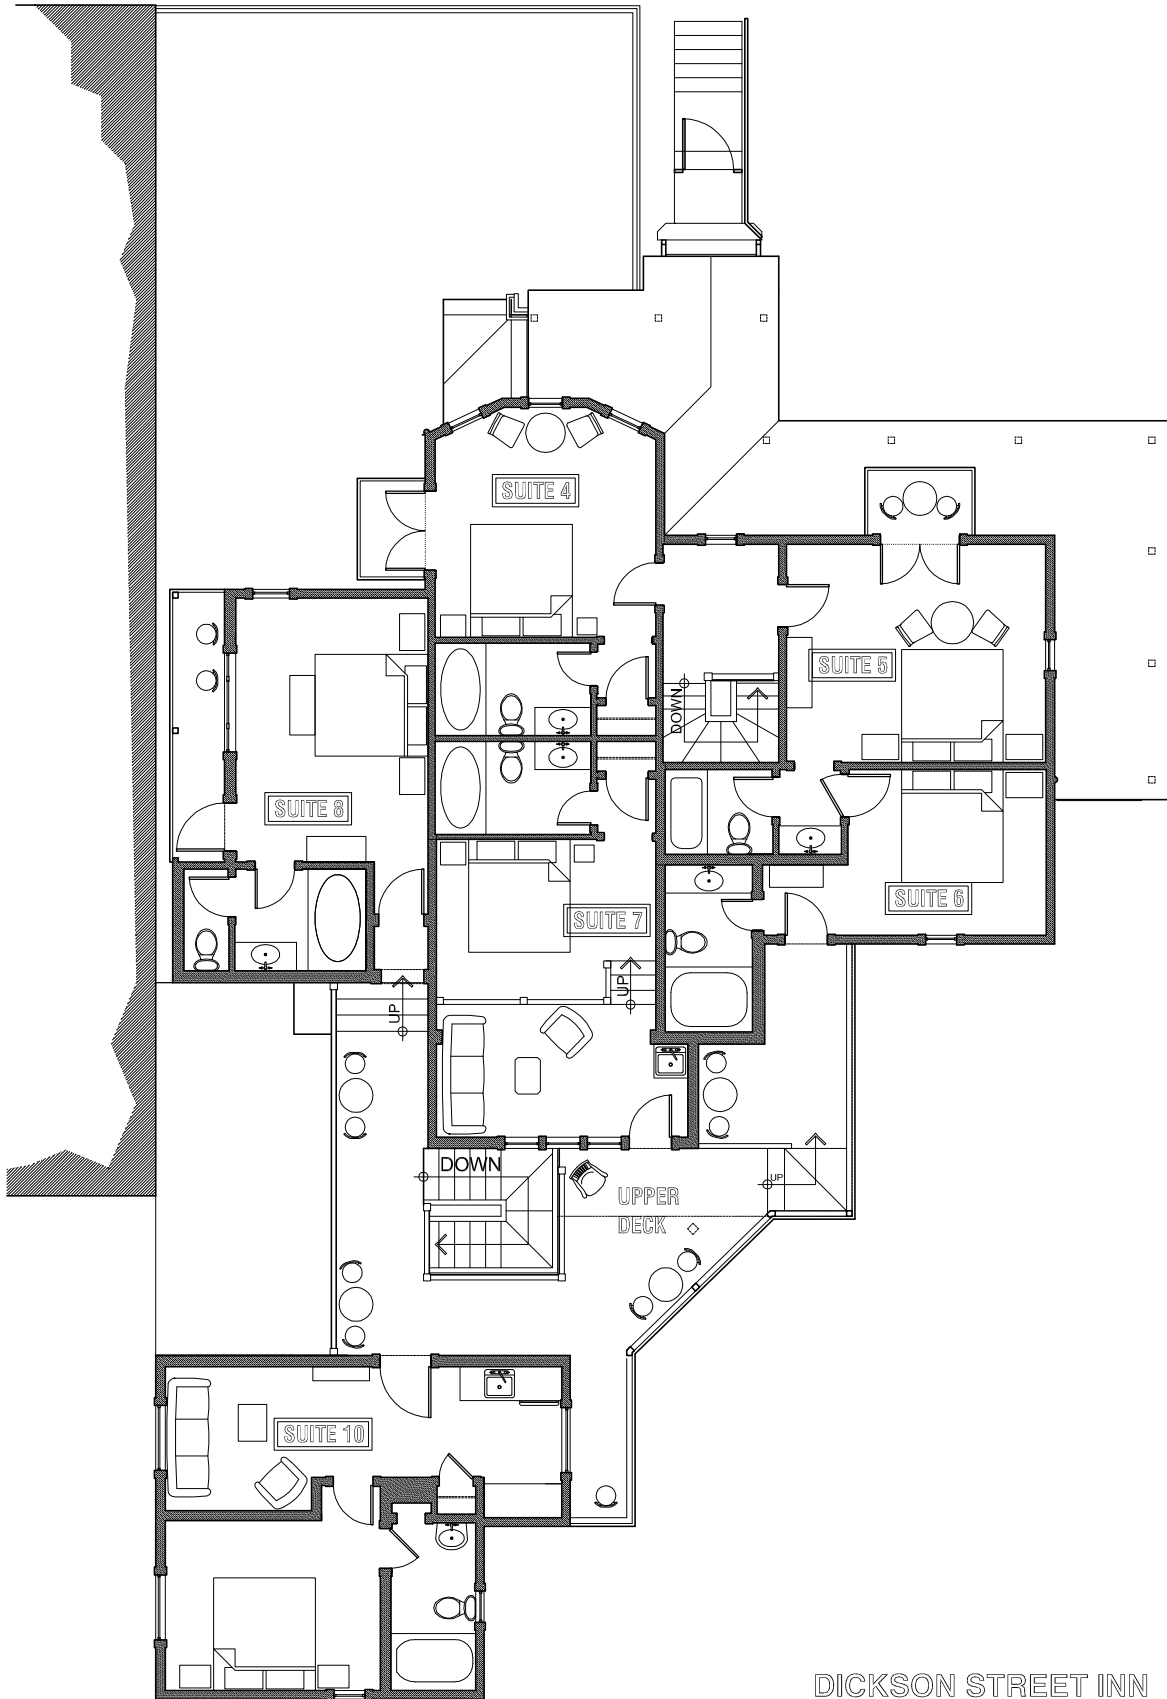 SUITE 4
SUITE 5
DOWN
SUITE 8
SUITE 6
SUITE 7
UP
UP
DOWN
UP
UPPER
DECK
SUITE 10
DICKSON STREET INN